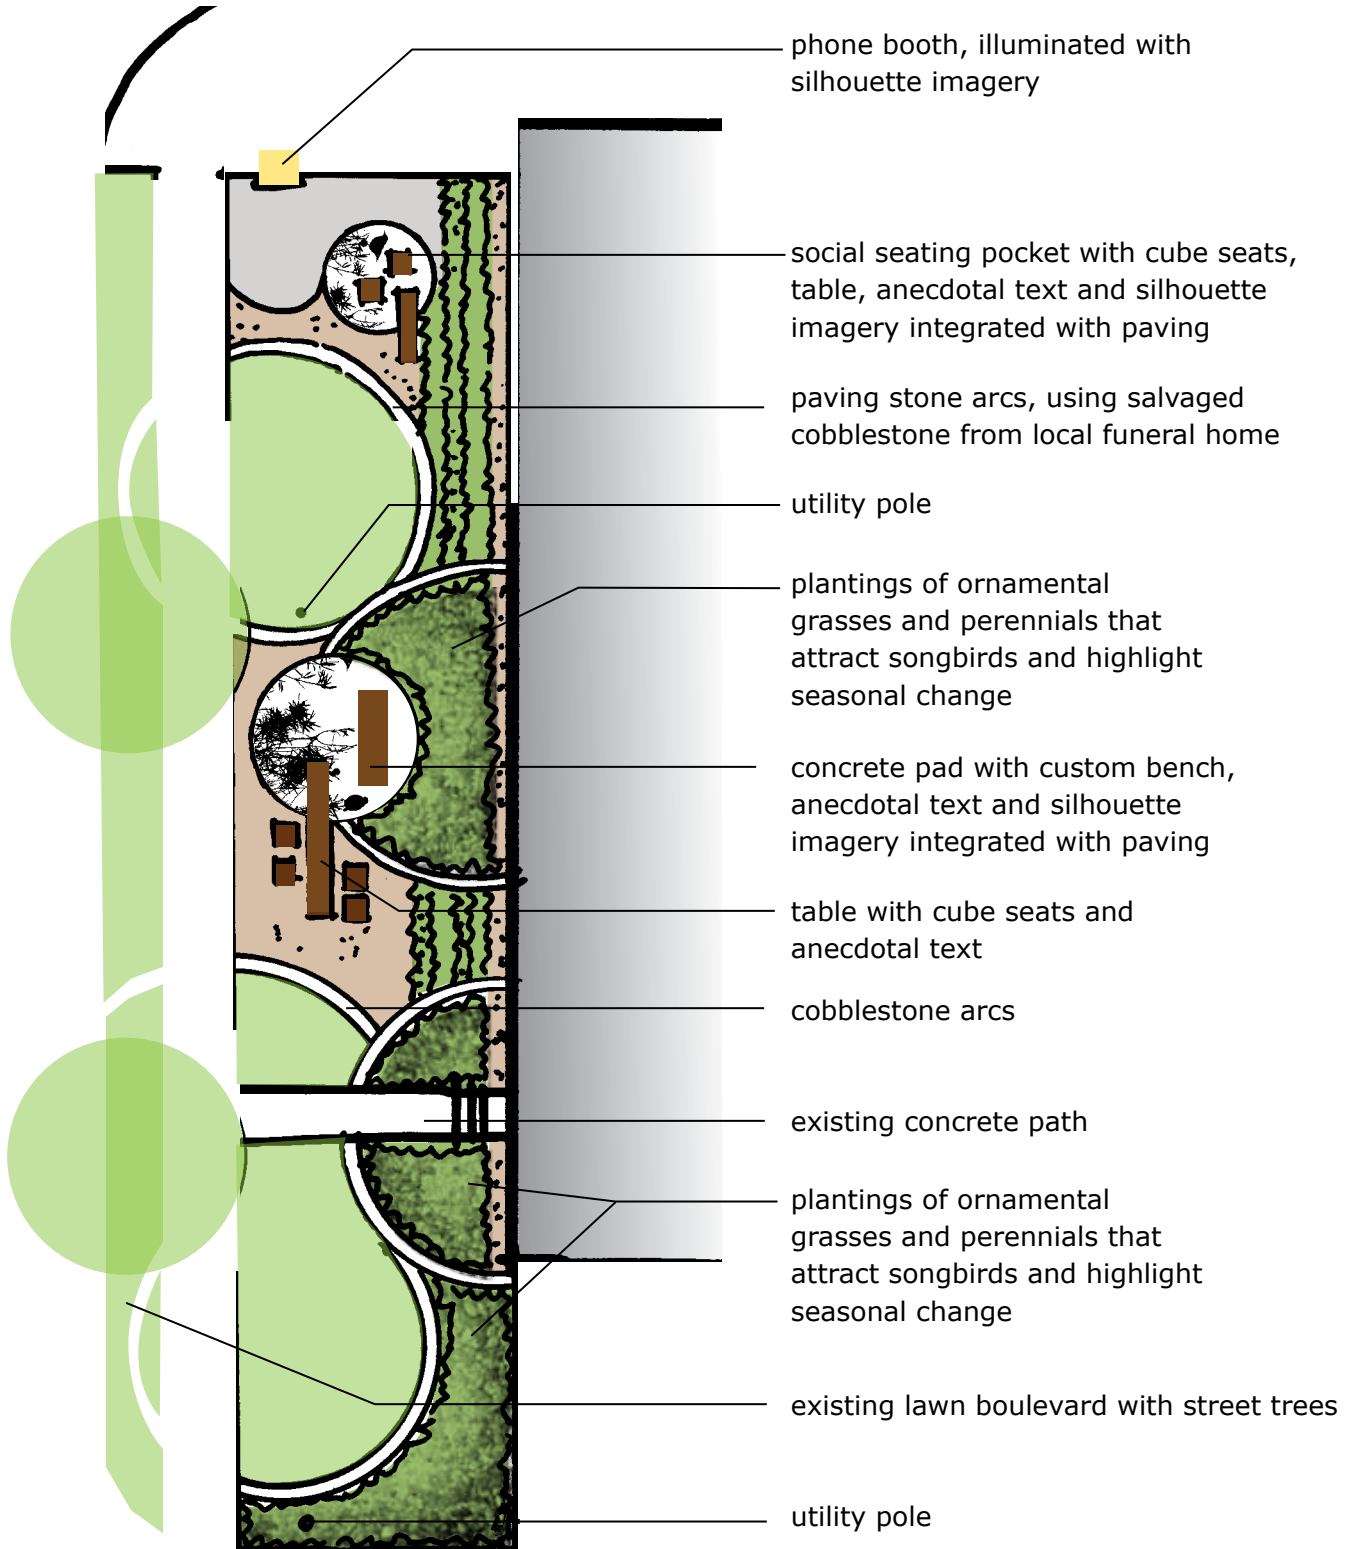 phone booth, illuminated with
silhouette imagery
social seating pocket with cube seats,
table, anecdotal text and silhouette
imagery integrated with paving
paving stone arcs, using salvaged
cobblestone from local funeral home
utility pole
plantings of ornamental
grasses and perennials that
attract songbirds and highlight
seasonal change
concrete pad with custom bench,
anecdotal text and silhouette
imagery integrated with paving
table with cube seats and
anecdotal text
cobblestone arcs
existing concrete path
plantings of ornamental
grasses and perennials that
attract songbirds and highlight
seasonal change
existing lawn boulevard with street trees
utility pole